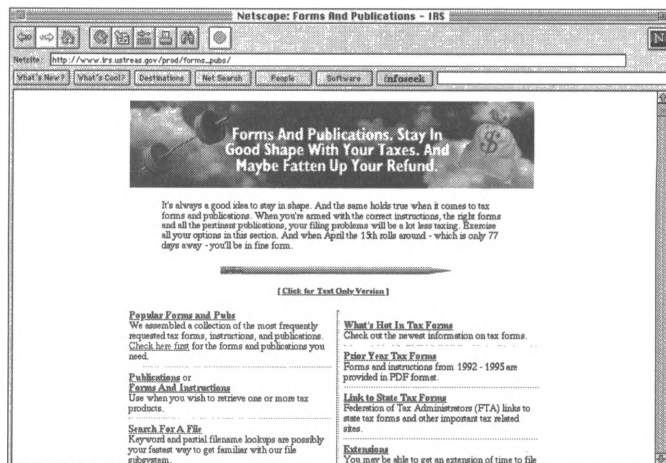 Netscape: Forms And Publications - IRS
N
Netsite: http://www.irs.ustreas.gov/prod/forms_pubs/
What's New? What's Cool? Destinations Net Search People Software infoseek
Forms And Publications. Stay In
Good Shape With Your Taxes. And
Maybe Fatten Up Your Refund.
$
It's always a good idea to stay in shape. And the same holds true when it comes to tax
forms and publications. When you're armed with the correct instructions, the right forms
and all the pertinent publications, your filing problems will be a lot less taxing. Exercise
all your options in this section. And when April the 15th rolls around - which is only 77
days away - you'll be in fine form.
[ Click for Text Only Version ]
Popular Forms and Pubs
We assembled a collection of the most frequently
requested tax forms, instructions, and publications.
Check here first for the forms and publications you
need.
Publications or
Forms And Instructions
Use when you wish to retrieve one or more tax
products.
Search For A File
Keyword and partial filename lookups are possibly
your fastest way to get familiar with our file
subsystem.
What's Hot In Tax Forms
Check out the newest information on tax forms.
Prior Year Tax Forms
Forms and instructions from 1992 - 1995 are
provided in PDF format.
Link to State Tax Forms
Federation of Tax Administrators (FTA) links to
state tax forms and other important tax related
sites.
Extensions
You may be able to get an extension of time to file